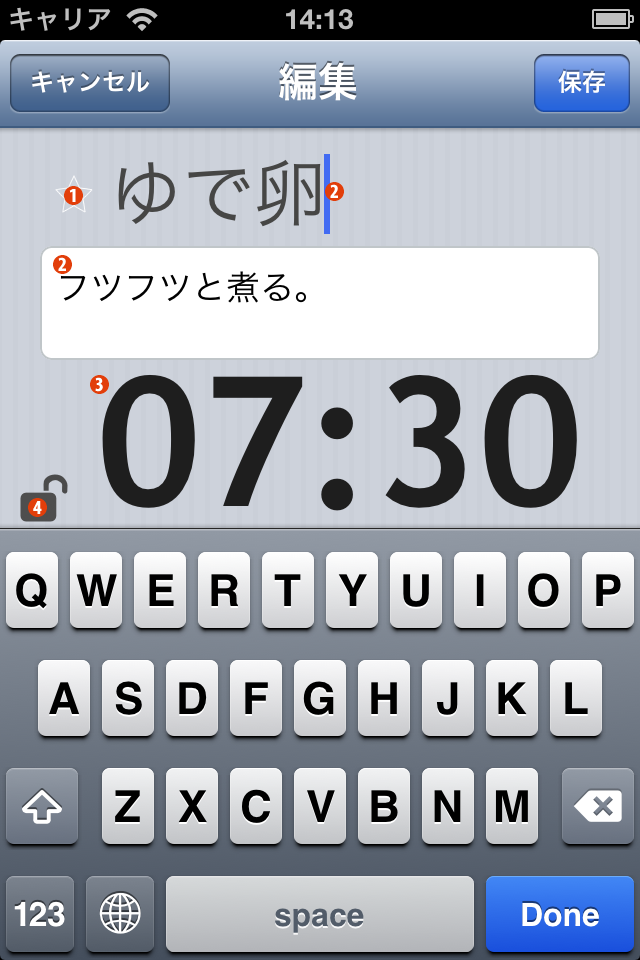 キャリア 14:13
キャンセル 編集 保存
1 ゆで卵 2
2
フツフツと煮る。
3
07:30
4
Q W E R T Y U I O P
A S D F G H J K L
Z X C V B N M
123 space Done